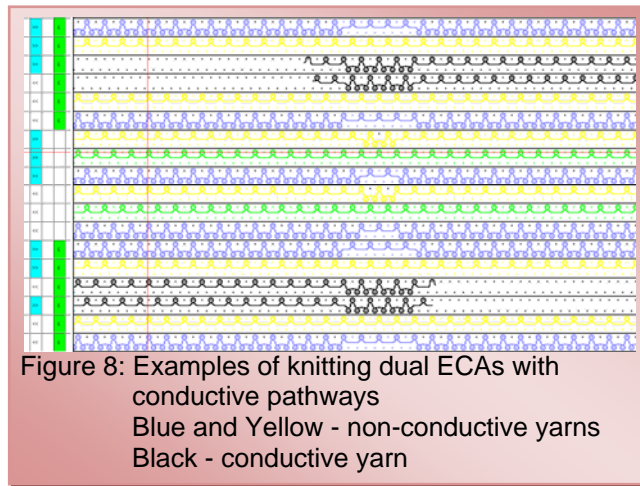 Figure 8: Examples of knitting dual ECAs with
conductive pathways
Blue and Yellow - non-conductive yarns
Black - conductive yarn